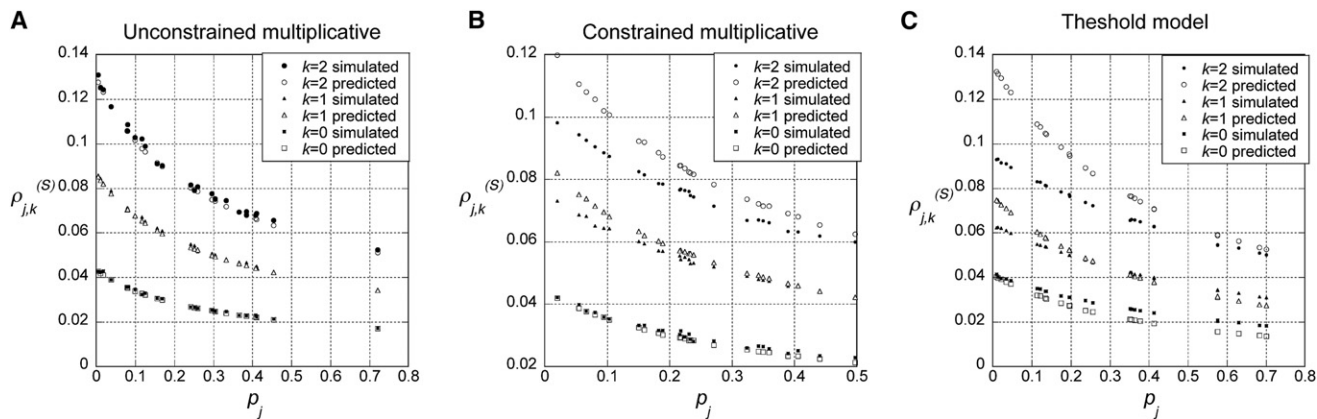 A
Unconstrained multiplicative
0.14
0.12
0.1
0.08
0.06
0.04
0.02
0
ρj,k(S)
k=2 simulated
k=2 predicted
k=1 simulated
k=1 predicted
k=0 simulated
k=0 predicted
0 0.1 0.2 0.3 0.4 0.5 0.6 0.7 0.8
pj
B
Constrained multiplicative
0.12
0.1
0.08
0.06
0.04
0.02
ρj,k(S)
k=2 simulated
k=2 predicted
k=1 simulated
k=1 predicted
k=0 simulated
k=0 predicted
0 0.1 0.2 0.3 0.4 0.5
pj
C
Theshold model
0.14
0.12
0.1
0.08
0.06
0.04
0.02
0
ρj,k(S)
k=2 simulated
k=2 predicted
k=1 simulated
k=1 predicted
k=0 simulated
k=0 predicted
0 0.1 0.2 0.3 0.4 0.5 0.6 0.7 0.8
pj